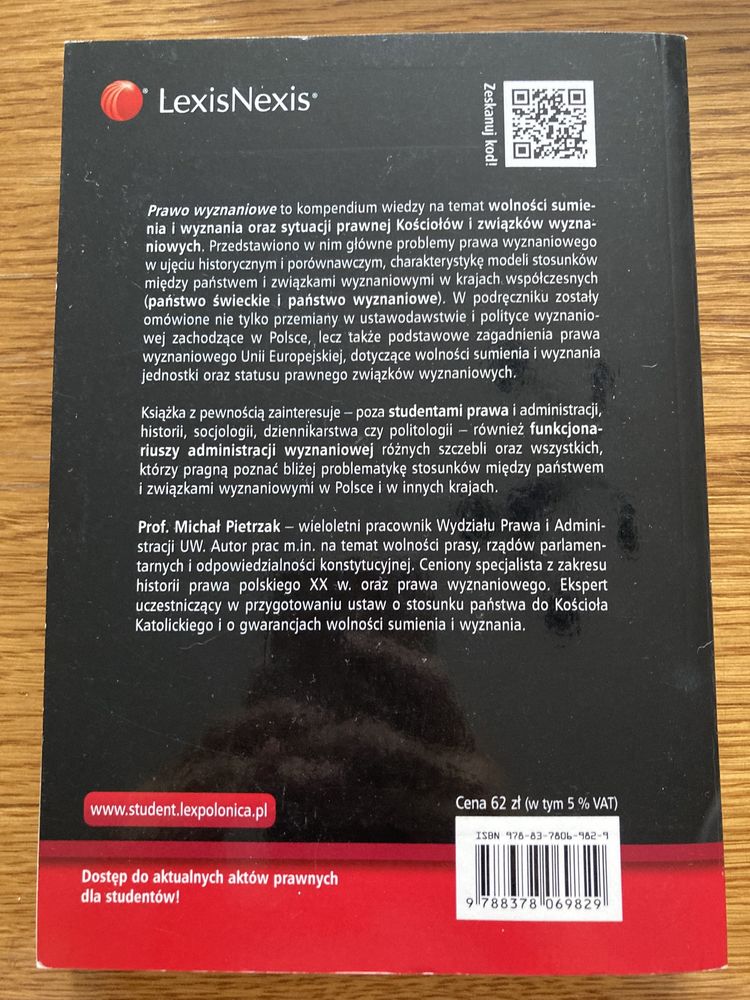 LexisNexis®
Zeskanuj kod!
Prawo wyznaniowe to kompendium wiedzy na temat wolności sumie-
nia i wyznania oraz sytuacji prawnej Kościołów i związków wyzna-
niowych. Przedstawiono w nim główne problemy prawa wyznaniowego
w ujęciu historycznym i porównawczym, charakterystykę modeli stosunków
między państwem i związkami wyznaniowymi w krajach współczesnych
(państwo świeckie i państwo wyznaniowe). W podręczniku zostały
omówione nie tylko przemiany w ustawodawstwie i polityce wyznanio-
wej zachodzące w Polsce, lecz także podstawowe zagadnienia prawa
wyznaniowego Unii Europejskiej, dotyczące wolności sumienia i wyznania
jednostki oraz statusu prawnego związków wyznaniowych.
Książka z pewnością zainteresuje – poza studentami prawa i administracji,
historii, socjologii, dziennikarstwa czy politologii – również funkcjona-
riuszy administracji wyznaniowej różnych szczebli oraz wszystkich,
którzy pragną poznać bliżej problematykę stosunków między państwem
i związkami wyznaniowymi w Polsce i w innych krajach.
Prof. Michał Pietrzak – wieloletni pracownik Wydziału Prawa i Admini-
stracji UW. Autor prac m.in. na temat wolności prasy, rządów parlamen-
tarnych i odpowiedzialności konstytucyjnej. Ceniony specjalista z zakresu
historii prawa polskiego XX w. oraz prawa wyznaniowego. Ekspert
uczestniczący w przygotowaniu ustaw o stosunku państwa do Kościoła
Katolickiego i o gwarancjach wolności sumienia i wyznania.
www.student.lexpolonica.pl
Cena 62 zł (w tym 5 % VAT)
ISBN 978-83-7806-982-9
9 788378 069829
Dostęp do aktualnych aktów prawnych
dla studentów!